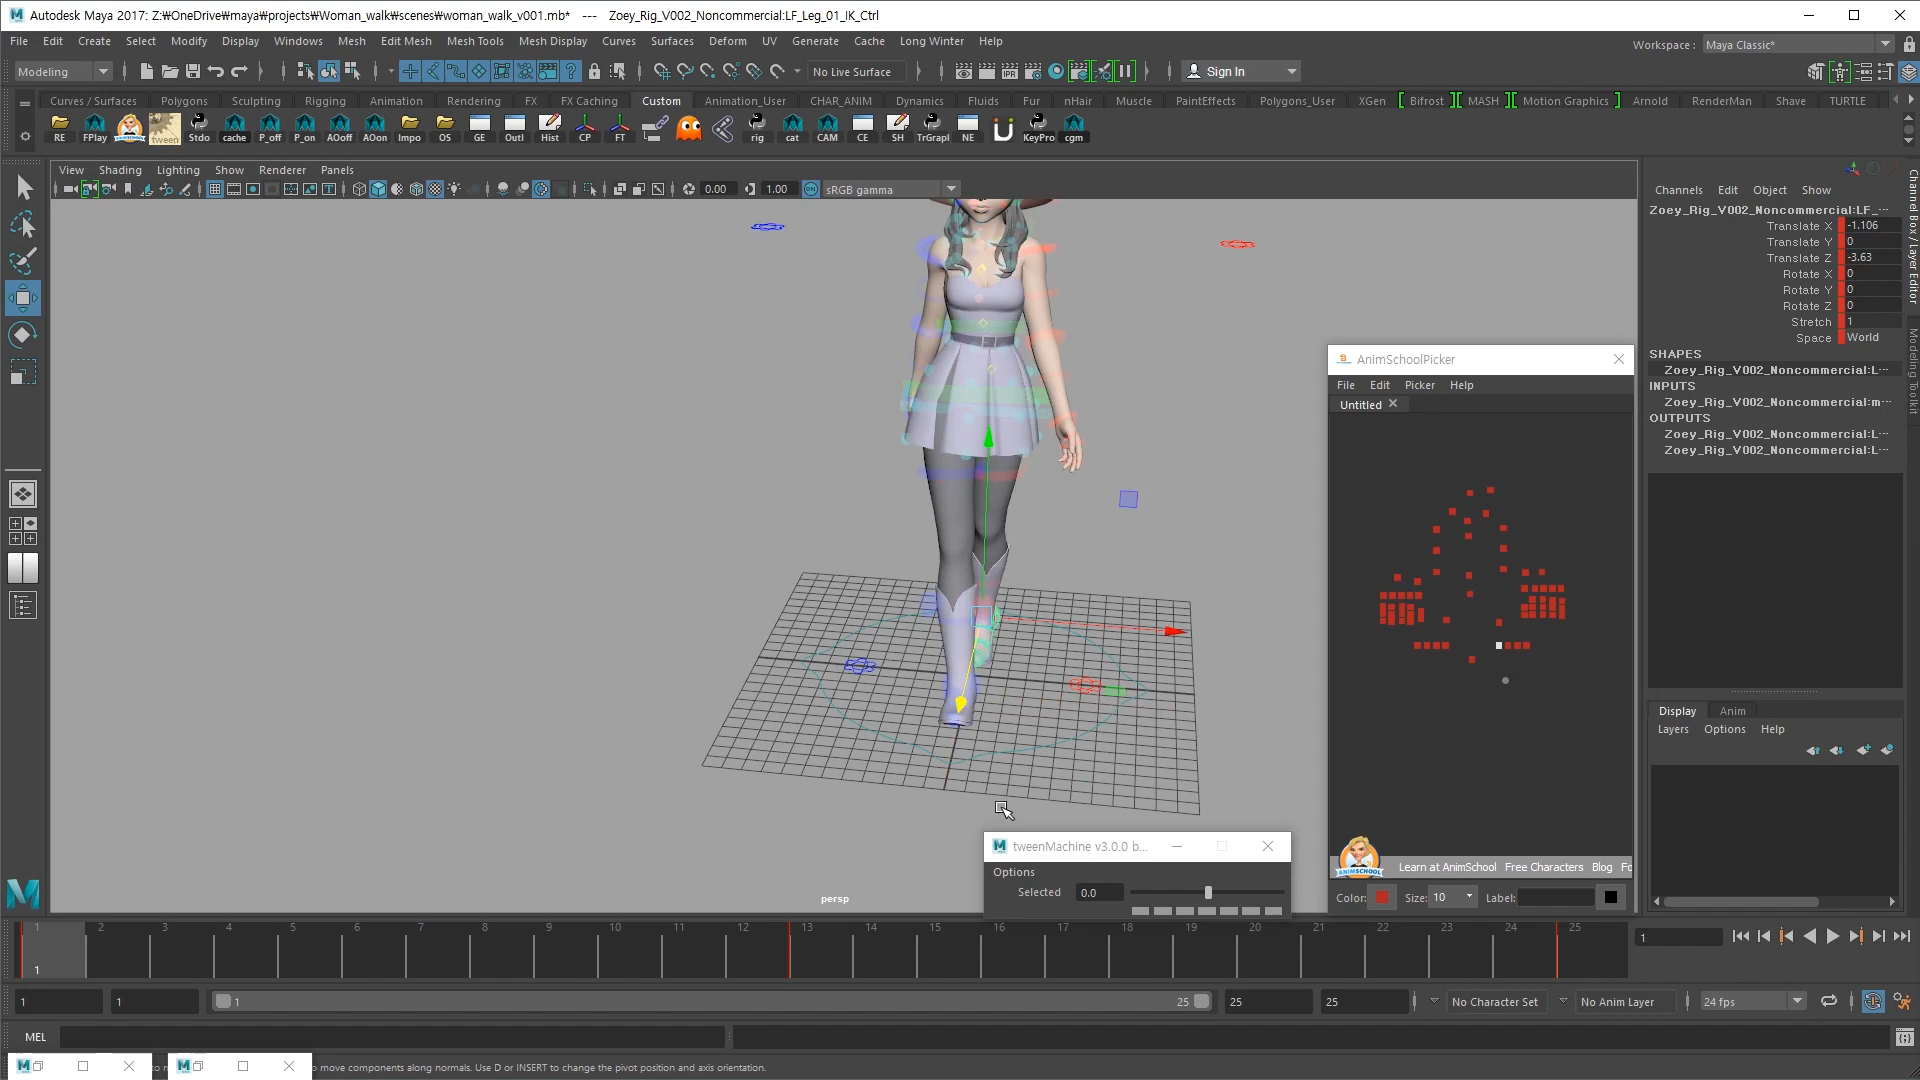 Autodesk Maya 2017: Z:₩OneDrive₩maya₩projects₩Woman_walk₩scenes₩woman_walk_v001.mb* --- Zoey_Rig_V002_Noncommercial:LF_Leg_01_IK_Ctrl
File Edit Create Select Modify Display Windows Mesh Edit Mesh Mesh Tools Mesh Display Curves Surfaces Deform UV Generate Cache Long Winter Help
Workspace : Maya Classic*
Modeling No Live Surface Sign In
Curves / Surfaces Polygons Sculpting Rigging Animation Rendering FX FX Caching Custom Animation_User CHAR_ANIM Dynamics Fluids Fur nHair Muscle PaintEffects Polygons_User XGen Bifrost MASH Motion Graphics Arnold RenderMan Shave TURTLE
RE FPlay tween Stdo cache P_off P_on AOoff AOon Impo OS GE Outl Hist CP FT rig cat CAM CE SH TrGrapl NE KeyPro cgm
View Shading Lighting Show Renderer Panels
0.00 1.00 sRGB gamma
Channels Edit Object Show
Zoey_Rig_V002_Noncommercial:LF_···
Translate X -1.106
Translate Y 0
Translate Z -3.63
Rotate X 0
Rotate Y 0
Rotate Z 0
Stretch 1
Space World
SHAPES
Zoey_Rig_V002_Noncommercial:L···
INPUTS
Zoey_Rig_V002_Noncommercial:m···
OUTPUTS
Zoey_Rig_V002_Noncommercial:L···
Zoey_Rig_V002_Noncommercial:L···
Channel Box / Layer Editor
Modeling Toolkit
AnimSchoolPicker
File Edit Picker Help
Untitled
ANIMSCHOOL
Learn at AnimSchool Free Characters Blog Fo
Color: Size: 10 Label:
Display Anim
Layers Options Help
tweenMachine v3.0.0 b...
Options
Selected 0.0
persp
1 2 3 4 5 6 7 8 9 10 11 12 13 14 15 16 17 18 19 20 21 22 23 24 25
1
1
1 1 1 25 25 25 No Character Set No Anim Layer 24 fps
MEL
o move components along normals. Use D or INSERT to change the pivot position and axis orientation.